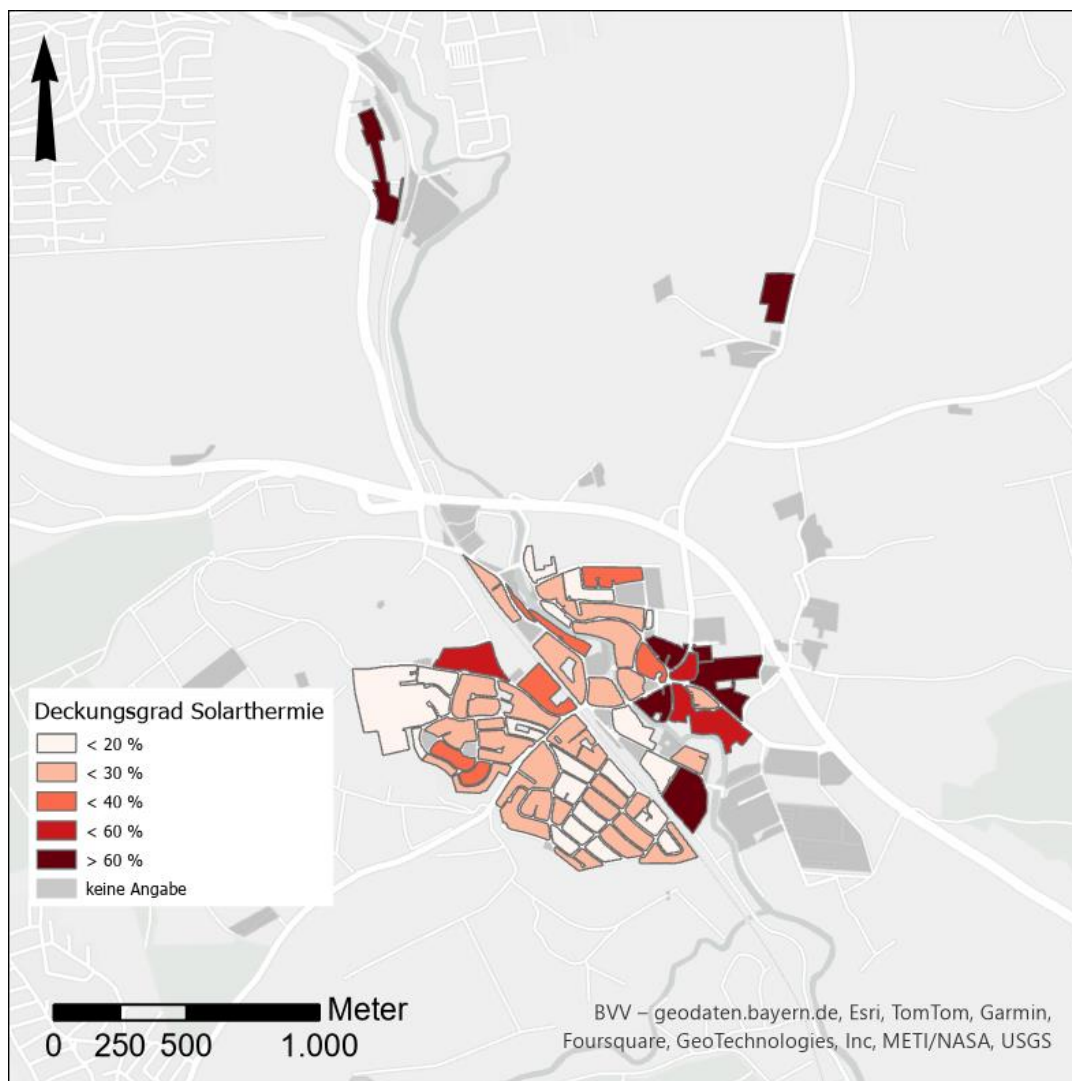 Deckungsgrad Solarthermie
< 20 %
< 30 %
< 40 %
< 60 %
> 60 %
keine Angabe
Meter
0 250 500 1.000
BVV – geodaten.bayern.de, Esri, TomTom, Garmin,
Foursquare, GeoTechnologies, Inc, METI/NASA, USGS